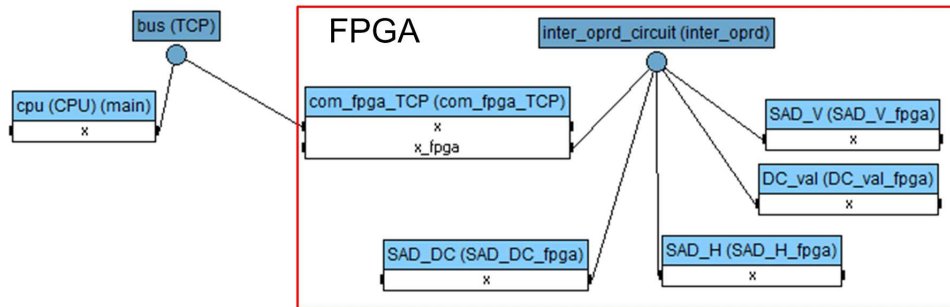 bus (TCP)
FPGA
inter_oprd_circuit (inter_oprd)
cpu (CPU) (main)
x
com_fpga_TCP (com_fpga_TCP)
x
x_fpga
SAD_V (SAD_V_fpga)
x
DC_val (DC_val_fpga)
x
SAD_DC (SAD_DC_fpga)
x
SAD_H (SAD_H_fpga)
x